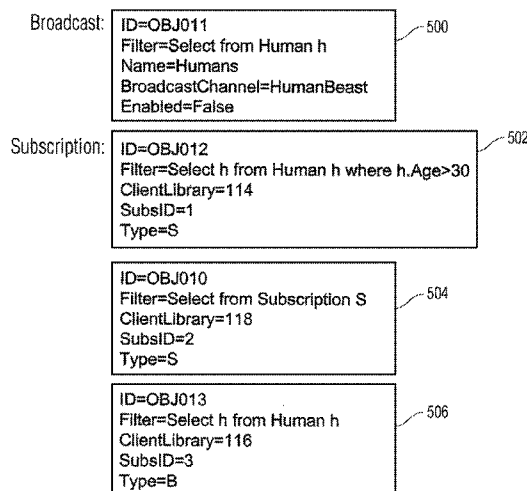 Broadcast:
ID=OBJ011
Filter=Select from Human h
Name=Humans
BroadcastChannel=HumanBeast
Enabled=False
500
Subscription:
ID=OBJ012
Filter=Select h from Human h where h.Age>30
ClientLibrary=114
SubsID=1
Type=S
502
ID=OBJ010
Filter=Select from Subscription S
ClientLibrary=118
SubsID=2
Type=S
504
ID=OBJ013
Filter=Select h from Human h
ClientLibrary=116
SubsID=3
Type=B
506